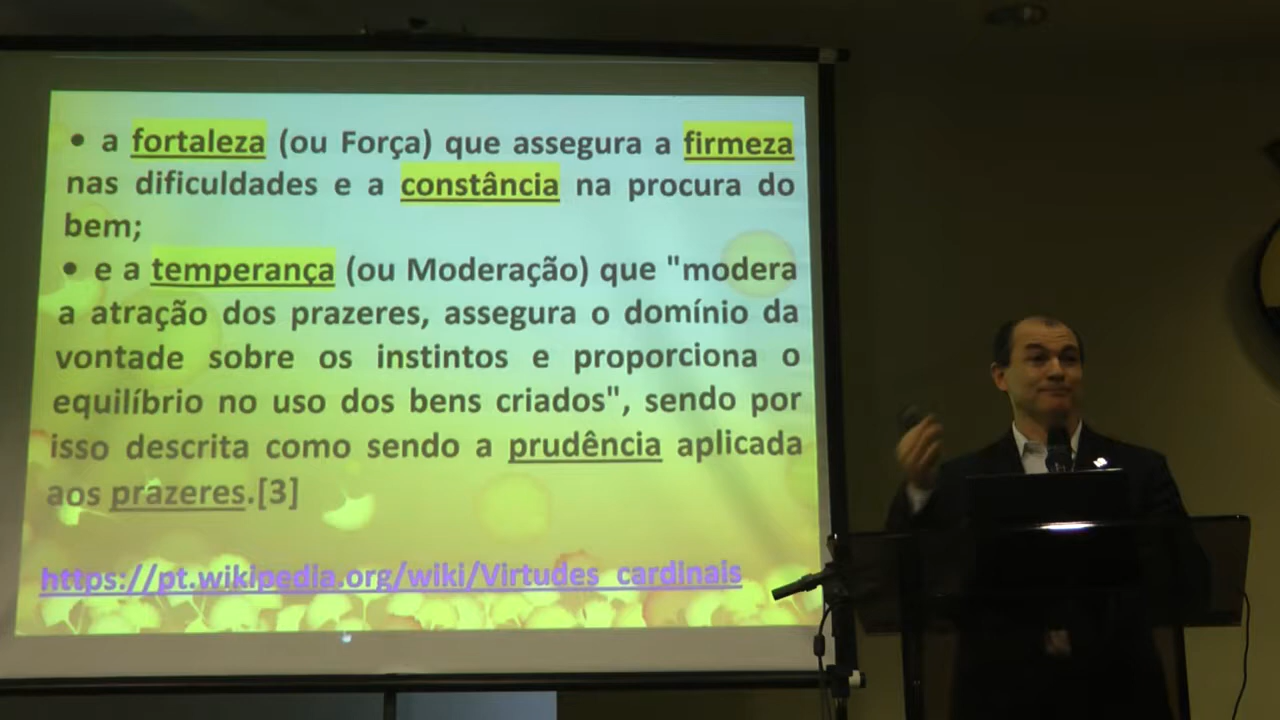 • a fortaleza (ou Força) que assegura a firmeza
nas dificuldades e a constância na procura do
bem;
• e a temperança (ou Moderação) que "modera
a atração dos prazeres, assegura o domínio da
vontade sobre os instintos e proporciona o
equilíbrio no uso dos bens criados", sendo por
isso descrita como sendo a prudência aplicada
aos prazeres.[3]
https://pt.wikipedia.org/wiki/Virtudes_cardinais